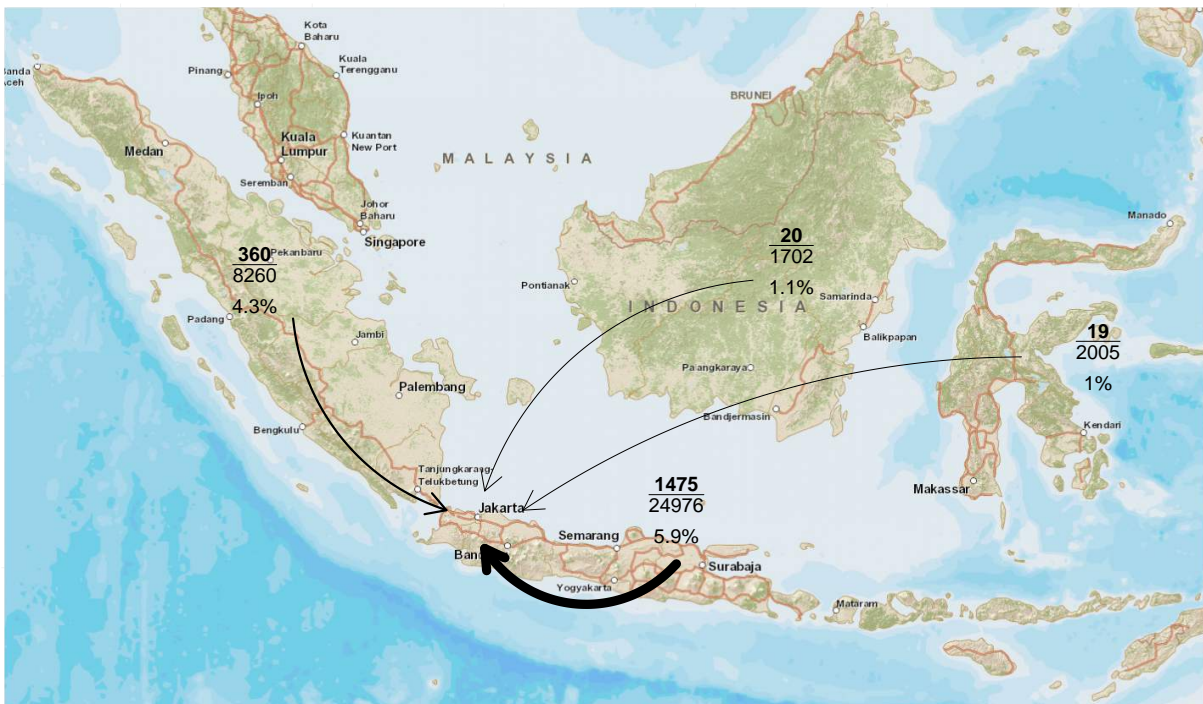 Kota
Baharu
Banda
Aceh
Pinang
Kuala
Terengganu
Ipoh
BRUNEI
Medan
Kuala
Lumpur
Kuantan
New Port
MALAYSIA
Seremban
Johor
Baharu
Singapore
Manado
360
8260
4.3%
Pekanbaru
20
1702
1.1%
Pontianak
INDONESIA
Samarinda
Padang
Jambi
Balikpapan
19
2005
1%
Palangkaraya
Palembang
Bandjermasin
Bengkulu
Kendari
Tanjungkarang-
Telukbetung
1475
24976
5.9%
Makassar
Jakarta
Semarang
Surabaja
Yogyakarta
Mataram